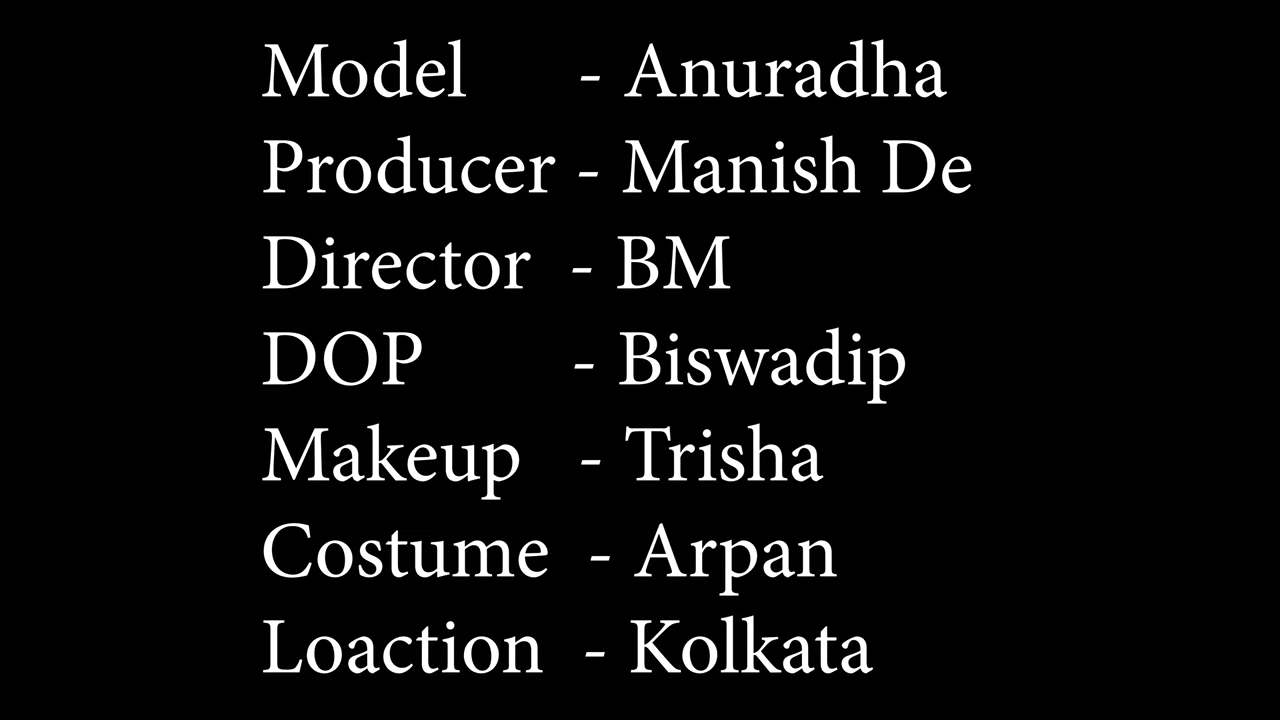 Model - Anuradha
Producer - Manish De
Director - BM
DOP - Biswadip
Makeup - Trisha
Costume - Arpan
Loaction - Kolkata